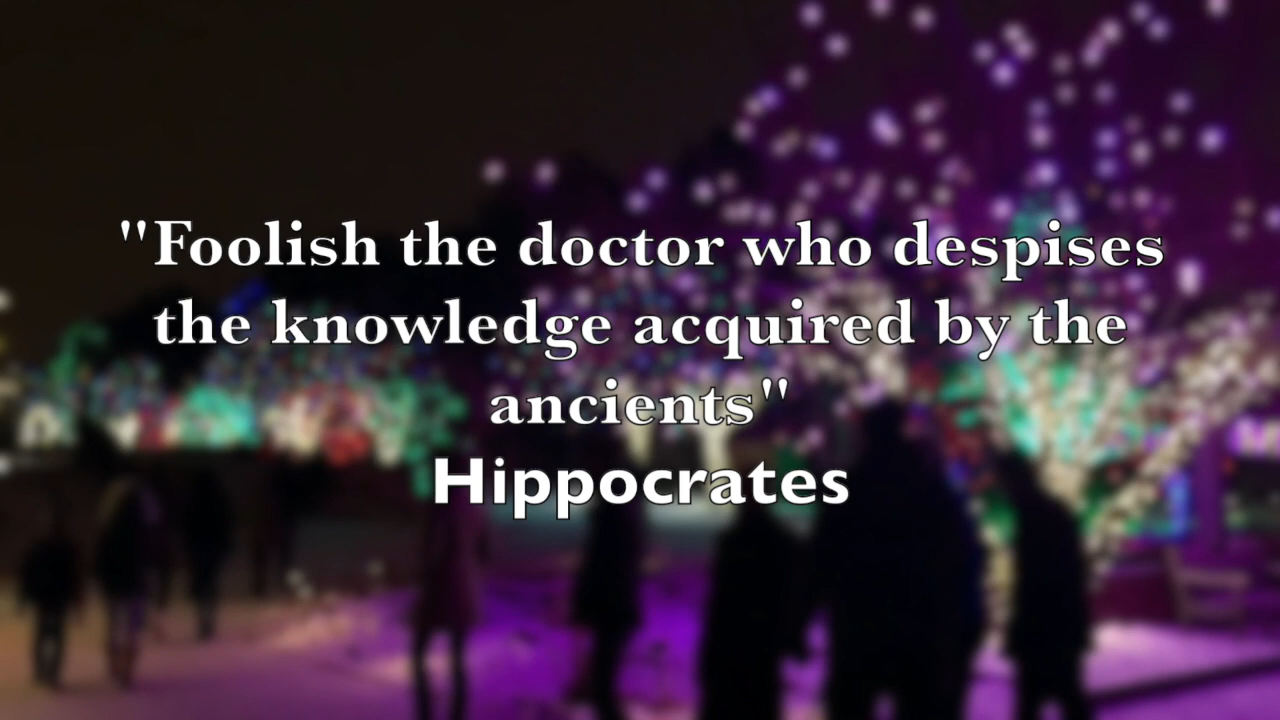 "Foolish the doctor who despises
the knowledge acquired by the
ancients"
Hippocrates